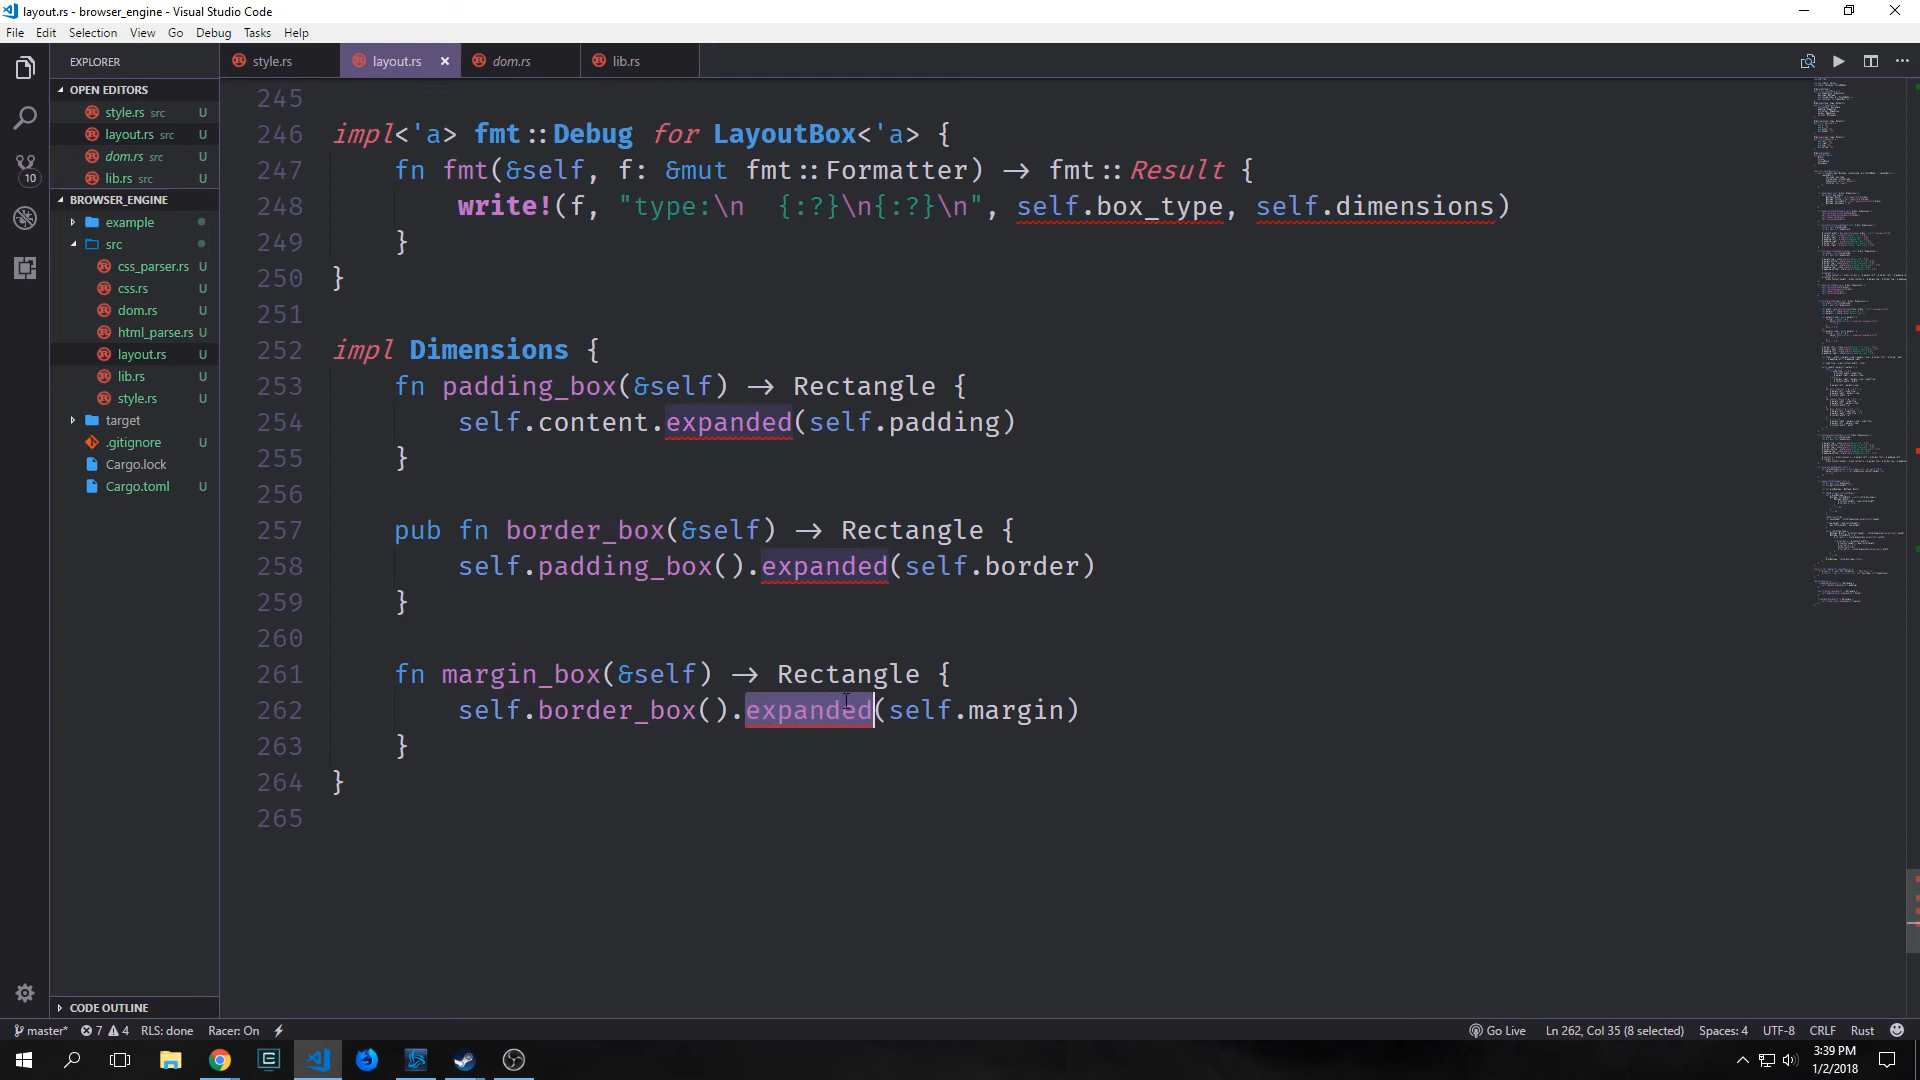 layout.rs - browser_engine - Visual Studio Code
File Edit Selection View Go Debug Tasks Help
EXPLORER
OPEN EDITORS
style.rs src U
layout.rs src U
dom.rs src U
lib.rs src U
10
BROWSER_ENGINE
example
src
css_parser.rs U
css.rs U
dom.rs U
html_parse.rs U
layout.rs U
lib.rs U
style.rs U
target
.gitignore U
Cargo.lock
Cargo.toml U
CODE OUTLINE
style.rs layout.rs dom.rs lib.rs
245
246 impl<'a> fmt::Debug for LayoutBox<'a> {
247 fn fmt(&self, f: &mut fmt::Formatter) -> fmt::Result {
248 write!(f, "type:\n  {:?}\n{:?}\n", self.box_type, self.dimensions)
249 }
250 }
251
252 impl Dimensions {
253 fn padding_box(&self) -> Rectangle {
254 self.content.expanded(self.padding)
255 }
256
257 pub fn border_box(&self) -> Rectangle {
258 self.padding_box().expanded(self.border)
259 }
260
261 fn margin_box(&self) -> Rectangle {
262 self.border_box().expanded(self.margin)
263 }
264 }
265
master* 7 4 RLS: done Racer: On Go Live Ln 262, Col 35 (8 selected) Spaces: 4 UTF-8 CRLF Rust
3:39 PM
1/2/2018